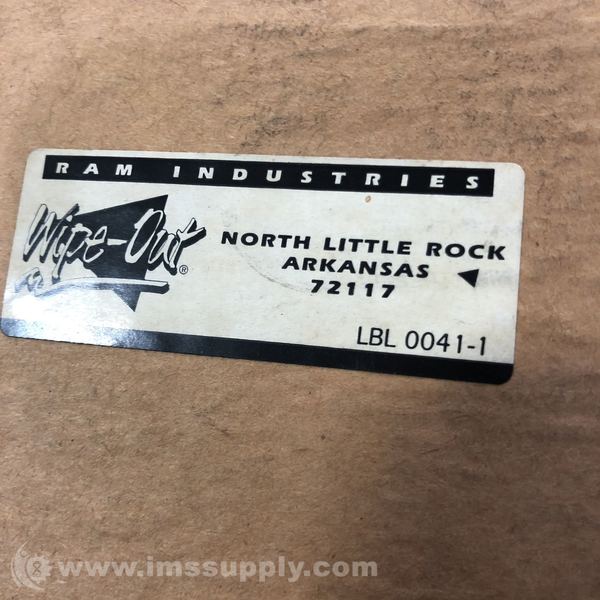 RAM INDUSTRIES
Wipe-Out®
NORTH LITTLE ROCK
ARKANSAS
72117
LBL 0041-1
www.imssupply.com